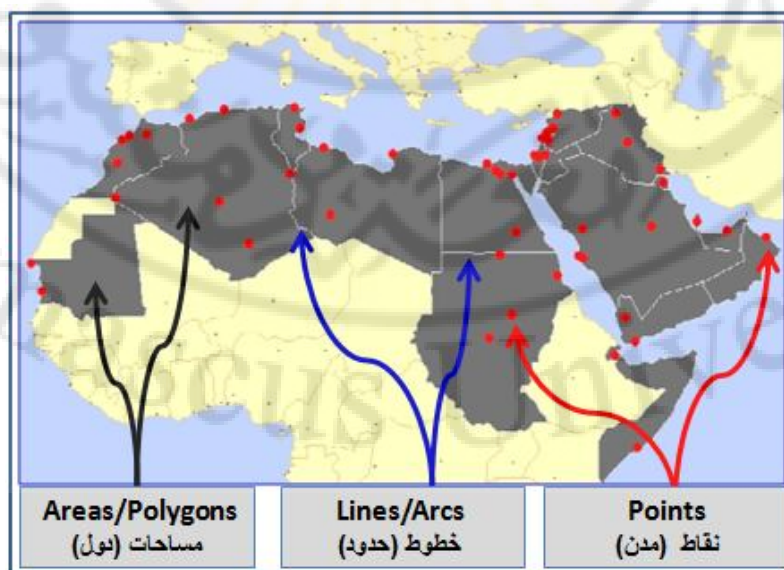 Areas/Polygons
مساحات (دول)
Lines/Arcs
خطوط (حدود)
Points
نقاط (مدن)